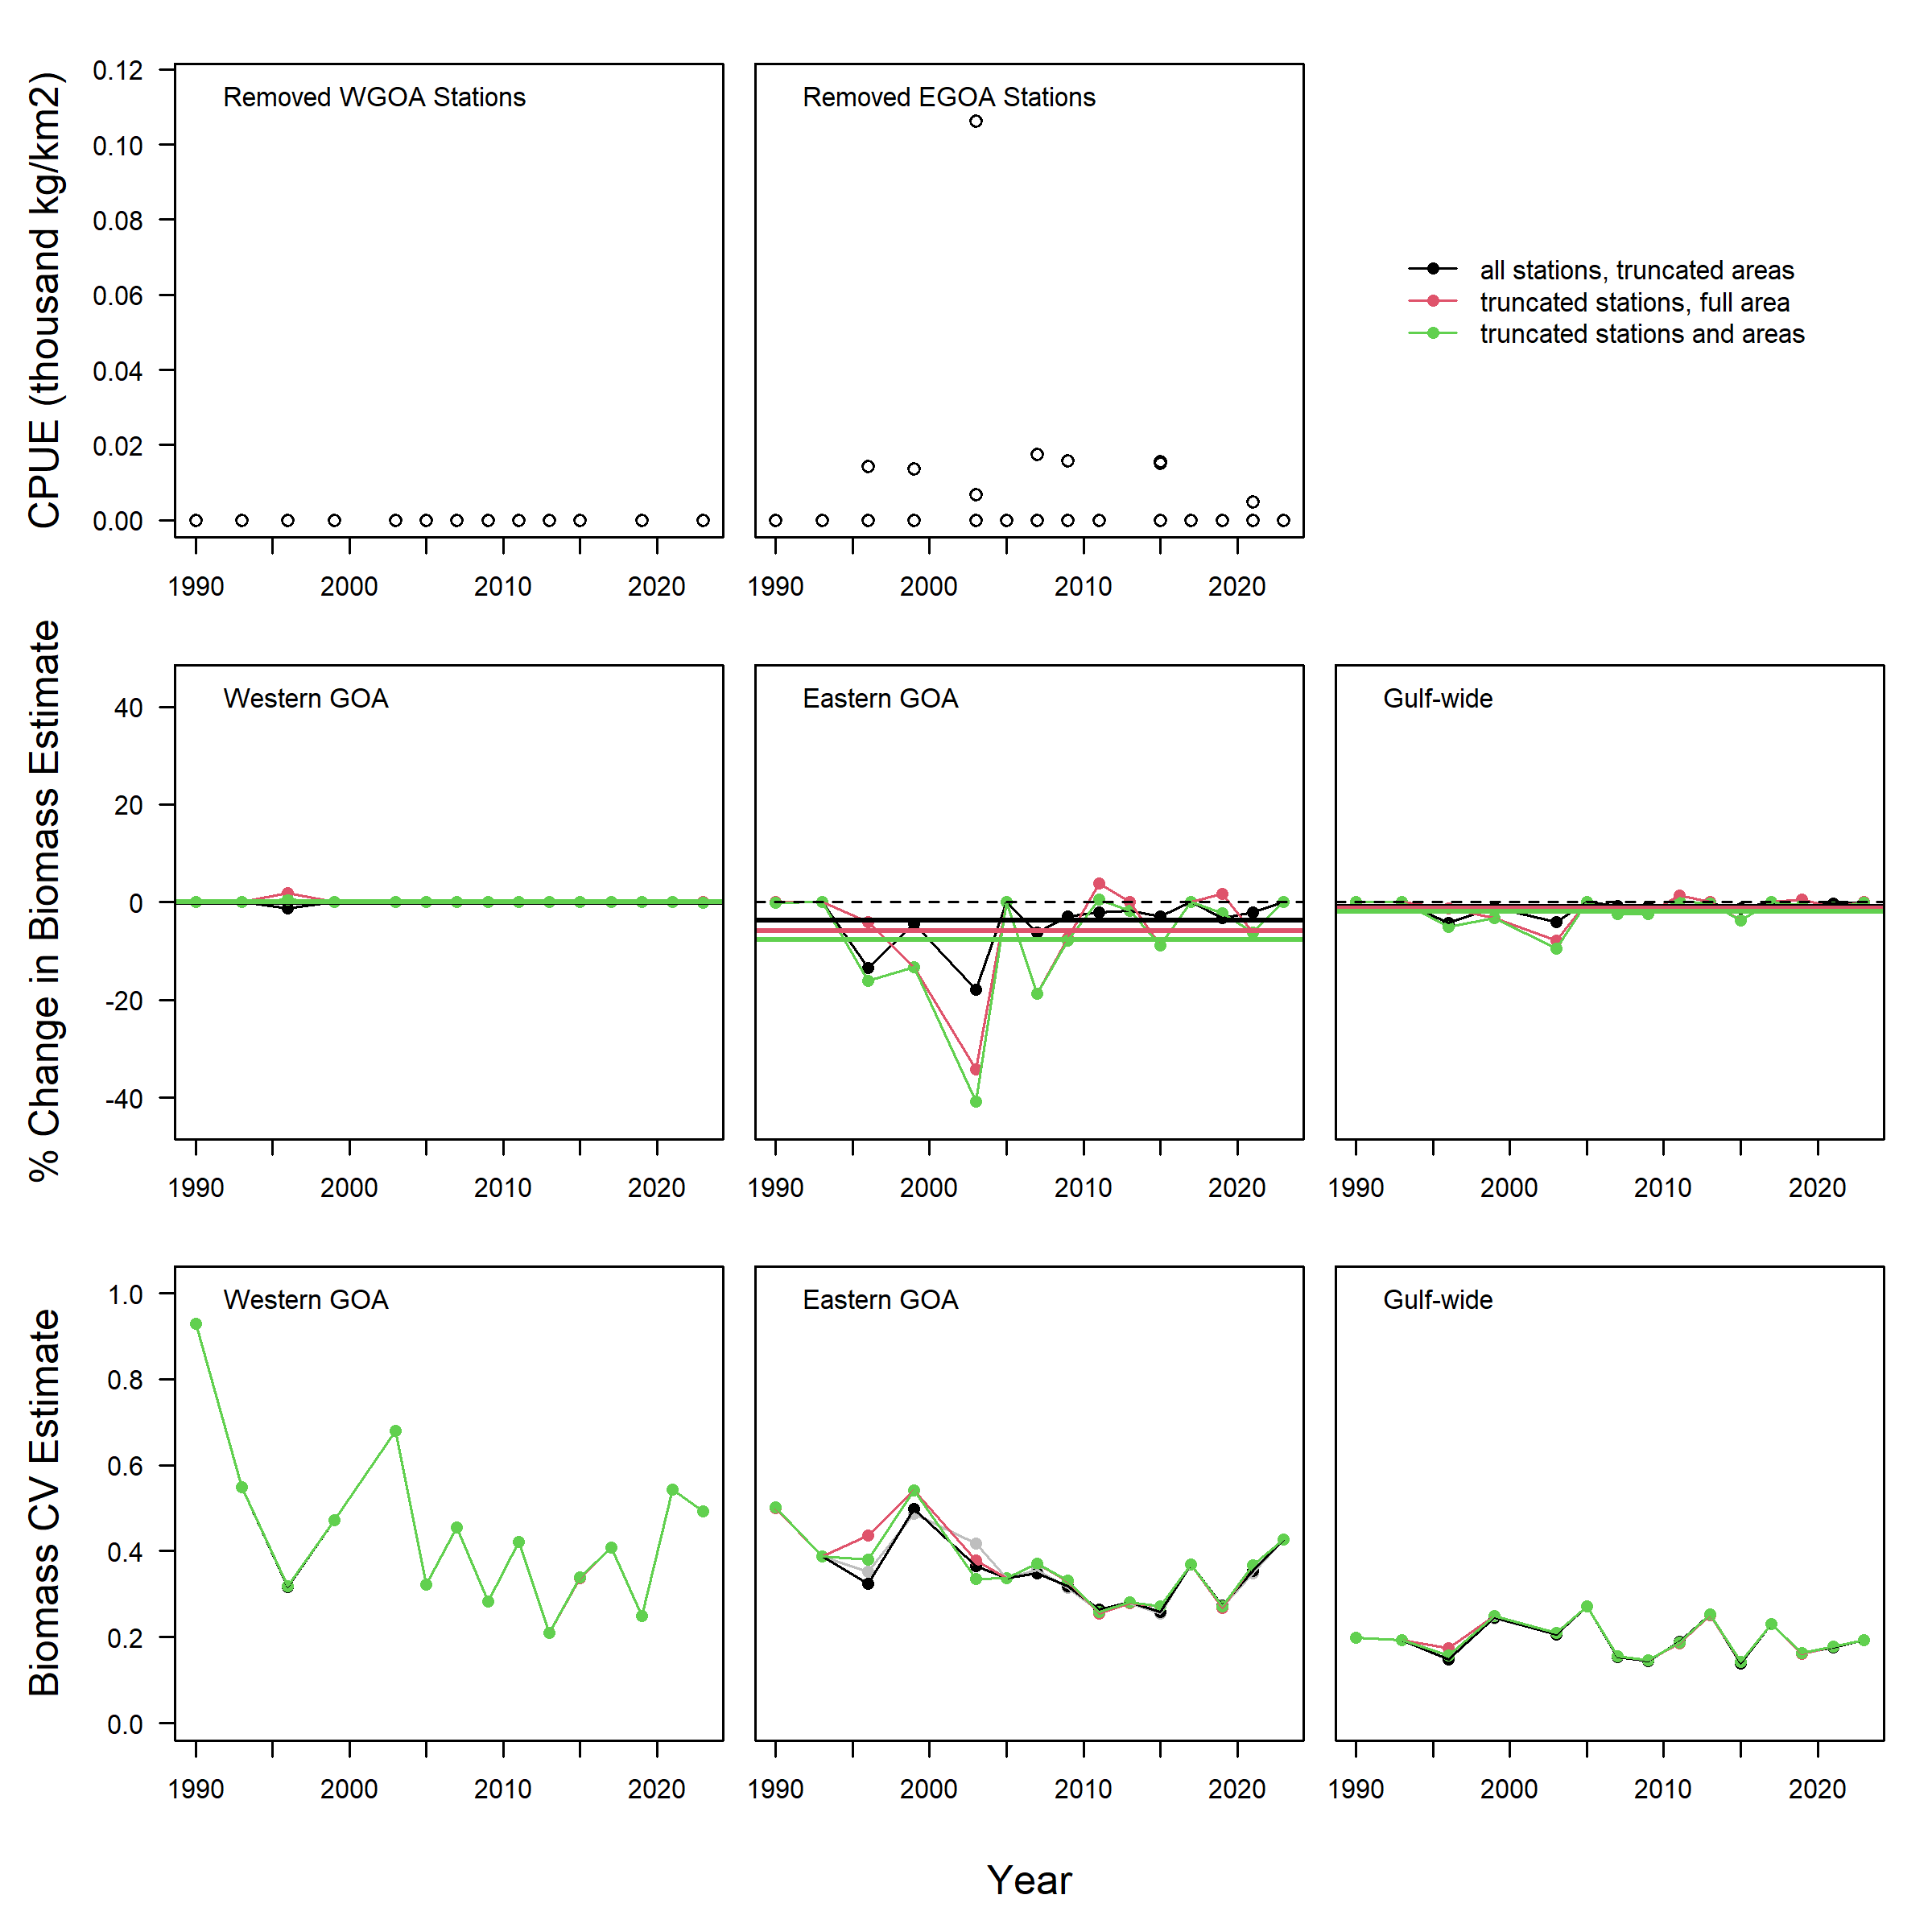 CPUE (thousand kg/km2)
0.12
0.10
0.08
0.06
0.04
0.02
0.00
Removed WGOA Stations
1990 2000 2010 2020
Removed EGOA Stations
1990 2000 2010 2020
all stations, truncated areas
truncated stations, full area
truncated stations and areas
% Change in Biomass Estimate
40
20
0
-20
-40
Western GOA
1990 2000 2010 2020
Eastern GOA
1990 2000 2010 2020
Gulf-wide
1990 2000 2010 2020
Biomass CV Estimate
1.0
0.8
0.6
0.4
0.2
0.0
Western GOA
1990 2000 2010 2020
Eastern GOA
1990 2000 2010 2020
Gulf-wide
1990 2000 2010 2020
Year